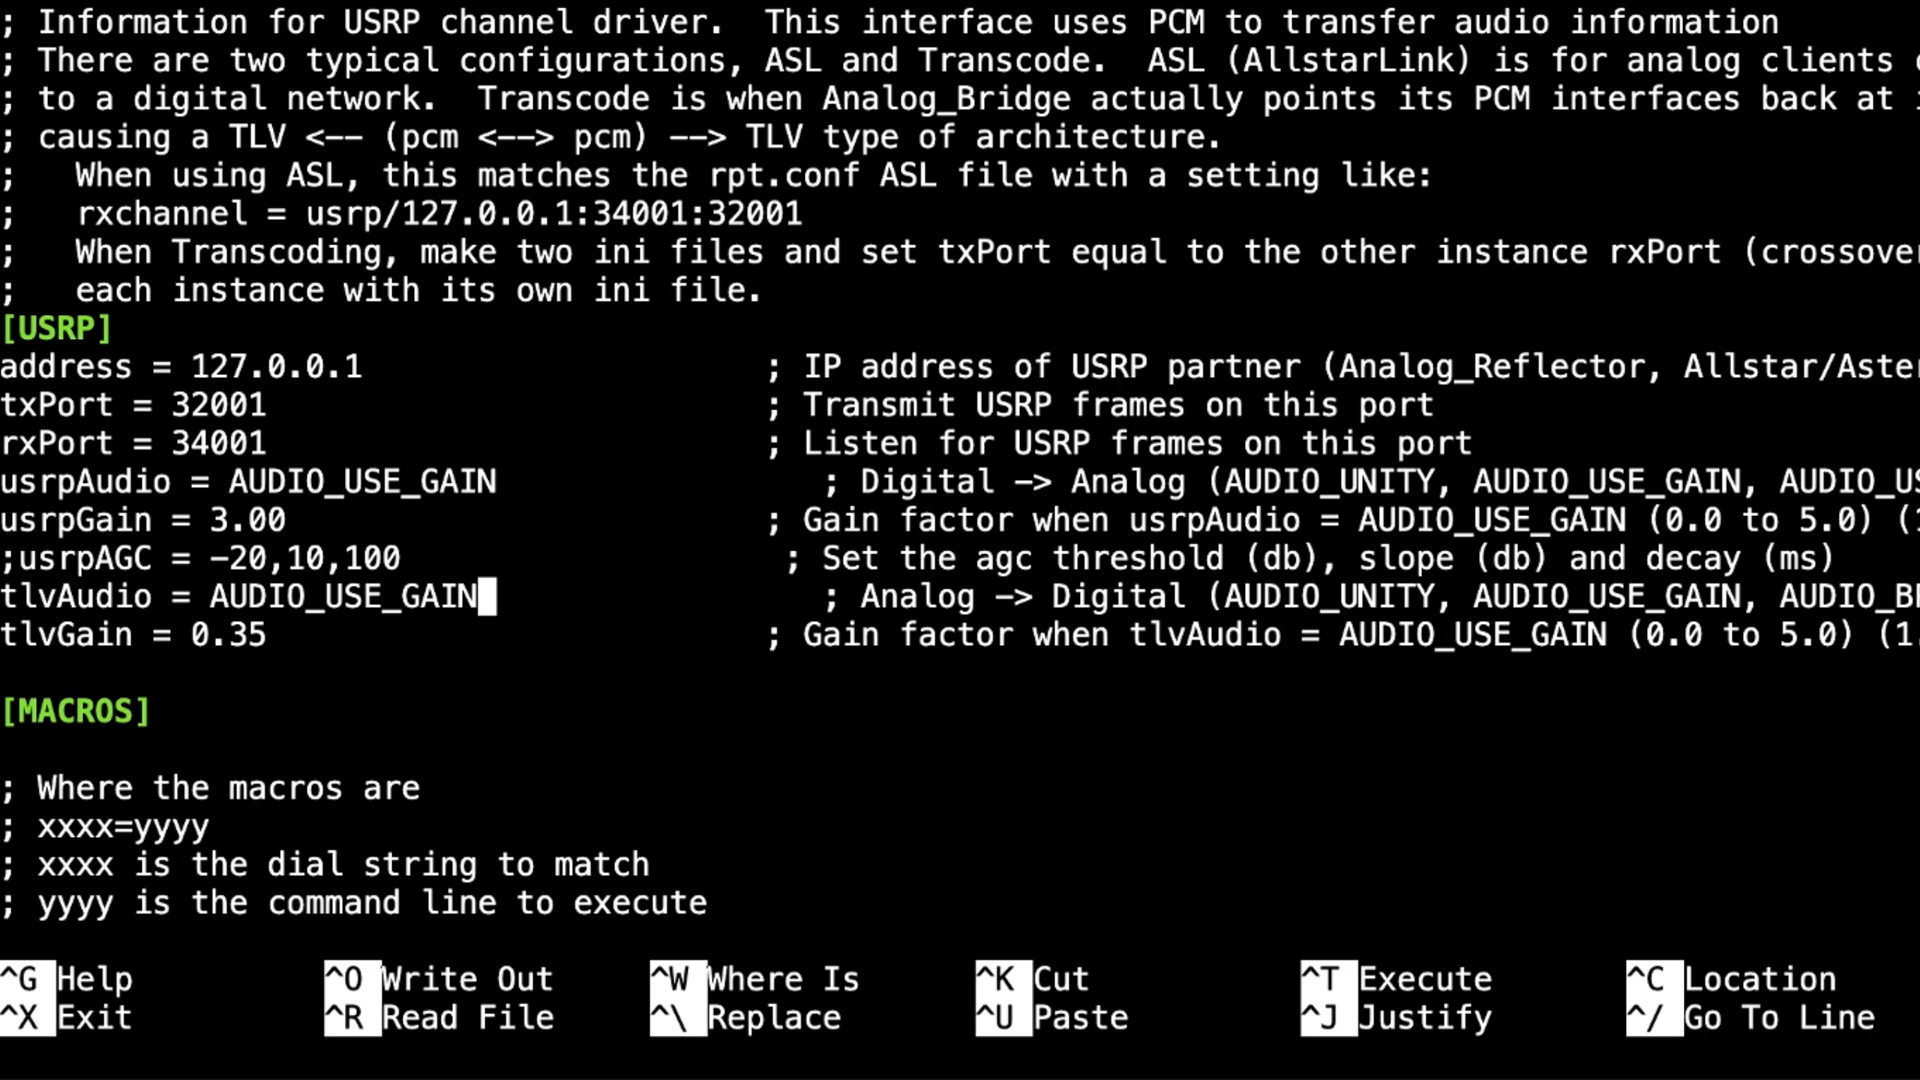 ; Information for USRP channel driver.  This interface uses PCM to transfer audio information
; There are two typical configurations, ASL and Transcode.  ASL (AllstarLink) is for analog clients
; to a digital network.  Transcode is when Analog_Bridge actually points its PCM interfaces back at
; causing a TLV <-- (pcm <--> pcm) --> TLV type of architecture.
;   When using ASL, this matches the rpt.conf ASL file with a setting like:
;   rxchannel = usrp/127.0.0.1:34001:32001
;   When Transcoding, make two ini files and set txPort equal to the other instance rxPort (crossove
;   each instance with its own ini file.
[USRP]
address = 127.0.0.1                     ; IP address of USRP partner (Analog_Reflector, Allstar/Aste
txPort = 32001                          ; Transmit USRP frames on this port
rxPort = 34001                          ; Listen for USRP frames on this port
usrpAudio = AUDIO_USE_GAIN                 ; Digital -> Analog (AUDIO_UNITY, AUDIO_USE_GAIN, AUDIO_US
usrpGain = 3.00                         ; Gain factor when usrpAudio = AUDIO_USE_GAIN (0.0 to 5.0) (
;usrpAGC = -20,10,100                    ; Set the agc threshold (db), slope (db) and decay (ms)
tlvAudio = AUDIO_USE_GAIN                  ; Analog -> Digital (AUDIO_UNITY, AUDIO_USE_GAIN, AUDIO_B
tlvGain = 0.35                          ; Gain factor when tlvAudio = AUDIO_USE_GAIN (0.0 to 5.0) (1.
[MACROS]
; Where the macros are
; xxxx=yyyy
; xxxx is the dial string to match
; yyyy is the command line to execute
^G Help ^O Write Out ^W Where Is ^K Cut ^T Execute ^C Location
^X Exit ^R Read File ^\ Replace ^U Paste ^J Justify ^/ Go To Line